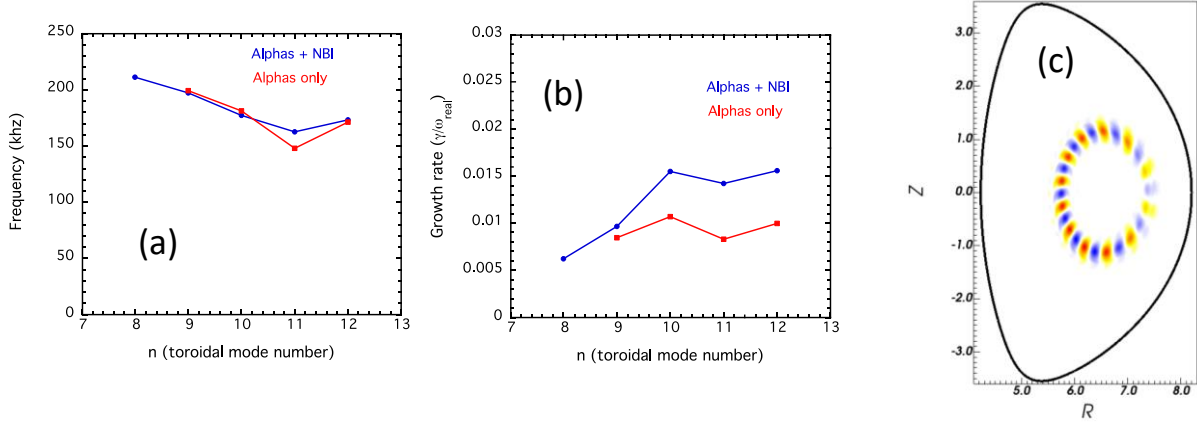 250
200
150
100
50
0
Frequency (khz)
Alphas + NBI
Alphas only
(a)
7 8 9 10 11 12 13
n (toroidal mode number)
0.03
0.025
0.02
0.015
0.01
0.005
0
Growth rate (γ/ω_real)
(b)
Alphas + NBI
Alphas only
7 8 9 10 11 12 13
n (toroidal mode number)
(c)
3.0
2.0
1.0
0.0
-1.0
-2.0
-3.0
Z
5.0 6.0 7.0 8.0
R